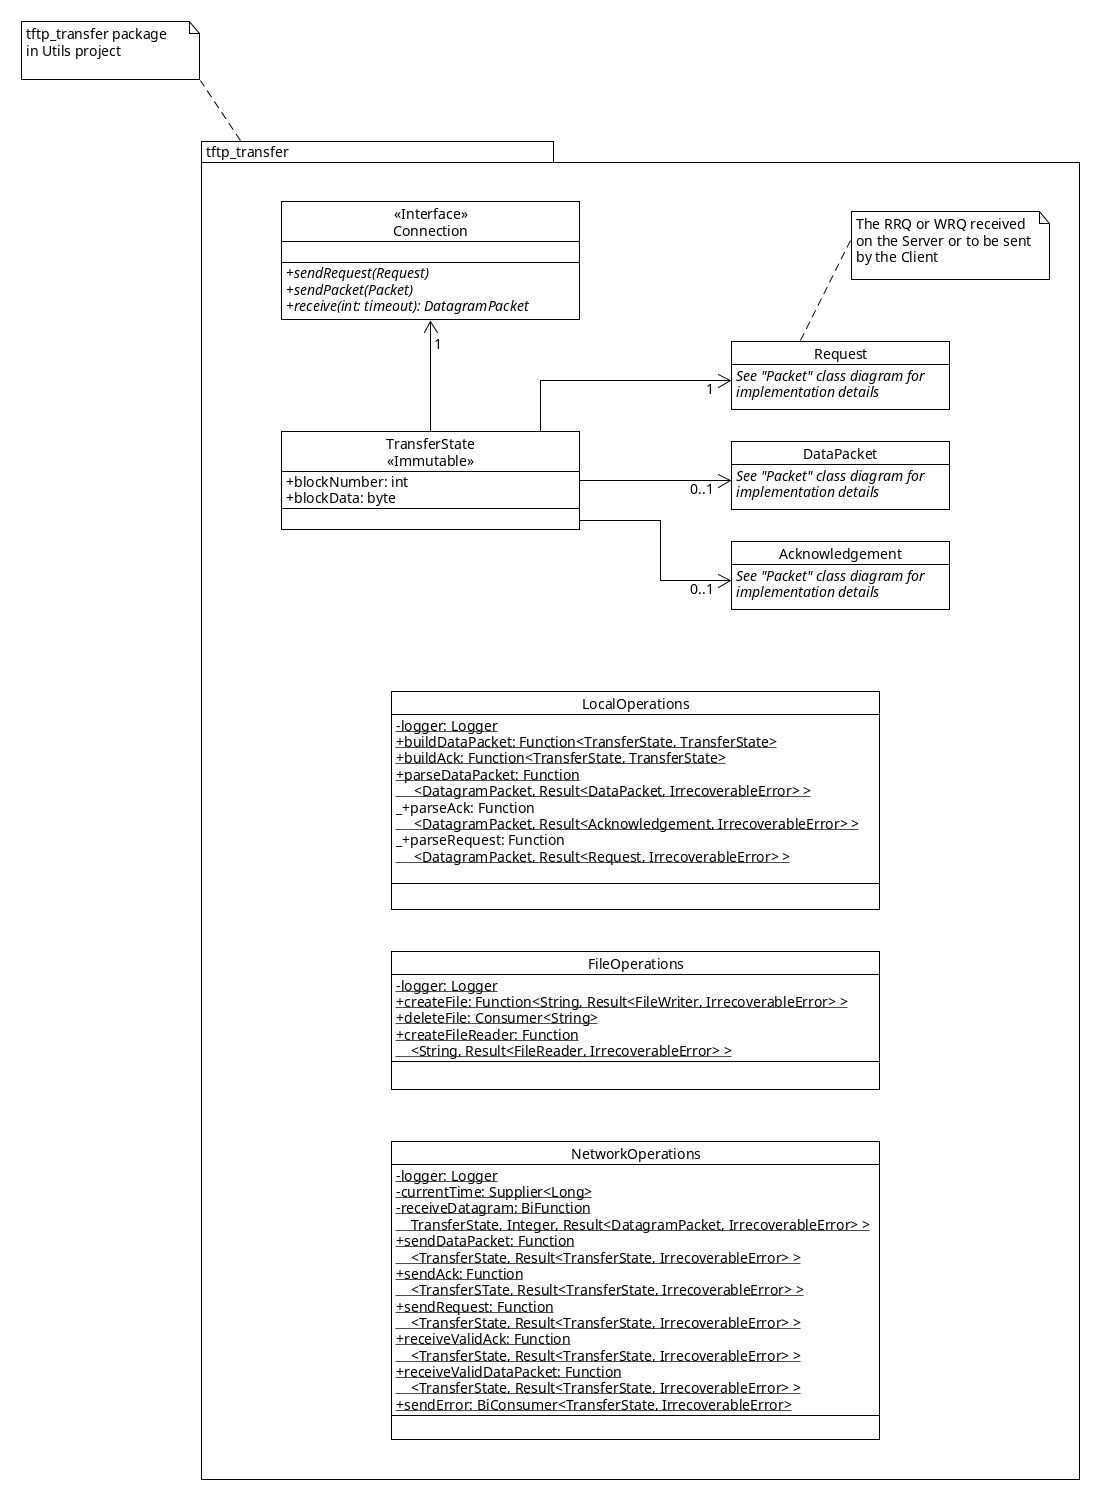 tftp_transfer package
in Utils project
tftp_transfer
«Interface»
Connection
+sendRequest(Request)
+sendPacket(Packet)
+receive(int: timeout): DatagramPacket
The RRQ or WRQ received
on the Server or to be sent
by the Client
1
Request
See "Packet" class diagram for
implementation details
1
TransferState
«Immutable»
+blockNumber: int
+blockData: byte
DataPacket
See "Packet" class diagram for
implementation details
0..1
Acknowledgement
See "Packet" class diagram for
implementation details
0..1
LocalOperations
-logger: Logger
+buildDataPacket: Function<TransferState, TransferState>
+buildAck: Function<TransferState, TransferState>
+parseDataPacket: Function
<DatagramPacket, Result<DataPacket, IrrecoverableError> >
_+parseAck: Function
<DatagramPacket, Result<Acknowledgement, IrrecoverableError> >
_+parseRequest: Function
<DatagramPacket, Result<Request, IrrecoverableError> >
FileOperations
-logger: Logger
+createFile: Function<String, Result<FileWriter, IrrecoverableError> >
+deleteFile: Consumer<String>
+createFileReader: Function
<String, Result<FileReader, IrrecoverableError> >
NetworkOperations
-logger: Logger
-currentTime: Supplier<Long>
-receiveDatagram: BiFunction
TransferState, Integer, Result<DatagramPacket, IrrecoverableError> >
+sendDataPacket: Function
<TransferState, Result<TransferState, IrrecoverableError> >
+sendAck: Function
<TransferSTate, Result<TransferState, IrrecoverableError> >
+sendRequest: Function
<TransferState, Result<TransferState, IrrecoverableError> >
+receiveValidAck: Function
<TransferState, Result<TransferState, IrrecoverableError> >
+receiveValidDataPacket: Function
<TransferState, Result<TransferState, IrrecoverableError> >
+sendError: BiConsumer<TransferState, IrrecoverableError>